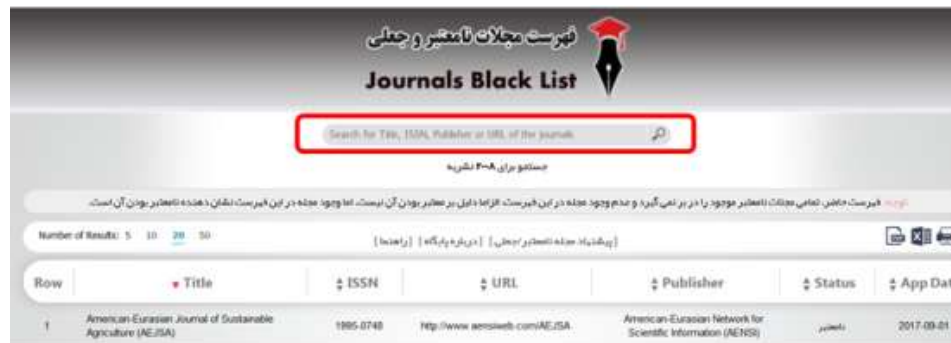 فهرست مجلات نامعتبر و جعلی
Journals Black List
Search for Title, ISSN, Publisher or URL of the journals
جستجو برای ۲۰۰۸ نشریه
توجه: فهرست حاضر، تمامی مجلات نامعتبر موجود را در بر نمی گیرد و عدم وجود مجله در این فهرست، الزاما دلیل بر معتبر بودن آن نیست، اما وجود مجله در این فهرست نشان دهنده نامعتبر بودن آن است.
Number of Results: 5 10 20 50
[پیشنهاد مجله نامعتبر/جعلی] [درباره پایگاه] [راهنما]
Row Title ISSN URL Publisher Status App Dat
1 American-Eurasian Journal of Sustainable Agriculture (AEJSA) 1995-0748 http://www.aensiweb.com/AEJSA American-Eurasian Network for Scientific Information (AENSI) نامعتبر 2017-09-01